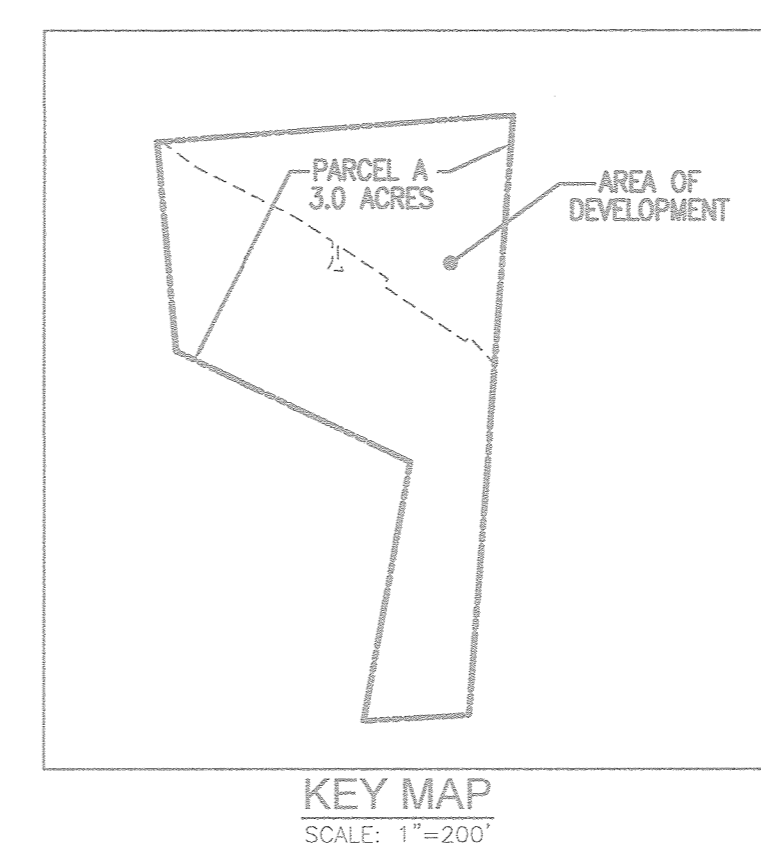 PARCEL A
3.0 ACRES
AREA OF
DEVELOPMENT
KEY MAP
SCALE: 1"=200'